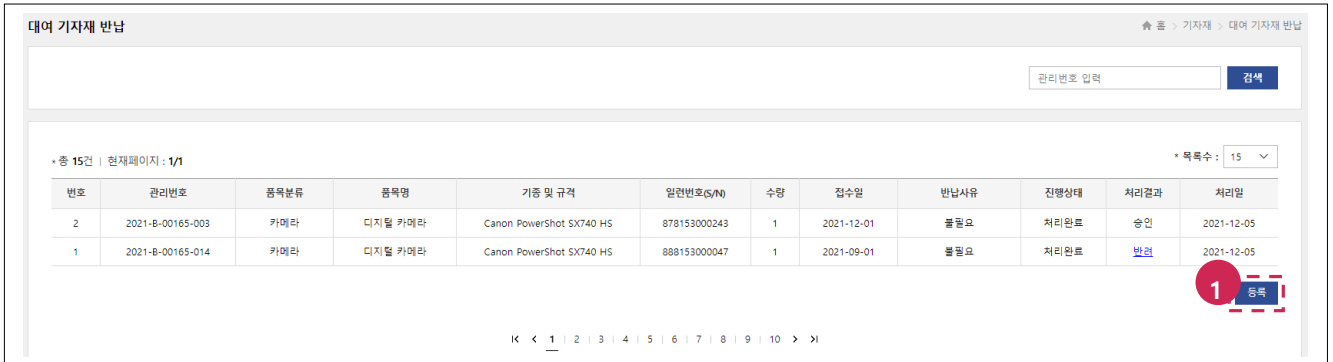 대여 기자재 반납
홈 > 기자재 > 대여 기자재 반납
관리번호 입력 검색
* 총 15건 | 현재페이지 : 1/1
* 목록수 : 15
번호 관리번호 품목분류 품목명 기종 및 규격 일련번호(S/N) 수량 접수일 반납사유 진행상태 처리결과 처리일
2 2021-B-00165-003 카메라 디지털 카메라 Canon PowerShot SX740 HS 878153000243 1 2021-12-01 불필요 처리완료 승인 2021-12-05
1 2021-B-00165-014 카메라 디지털 카메라 Canon PowerShot SX740 HS 888153000047 1 2021-09-01 불필요 처리완료 반려 2021-12-05
1 등록
1 | 2 | 3 | 4 | 5 | 6 | 7 | 8 | 9 | 10